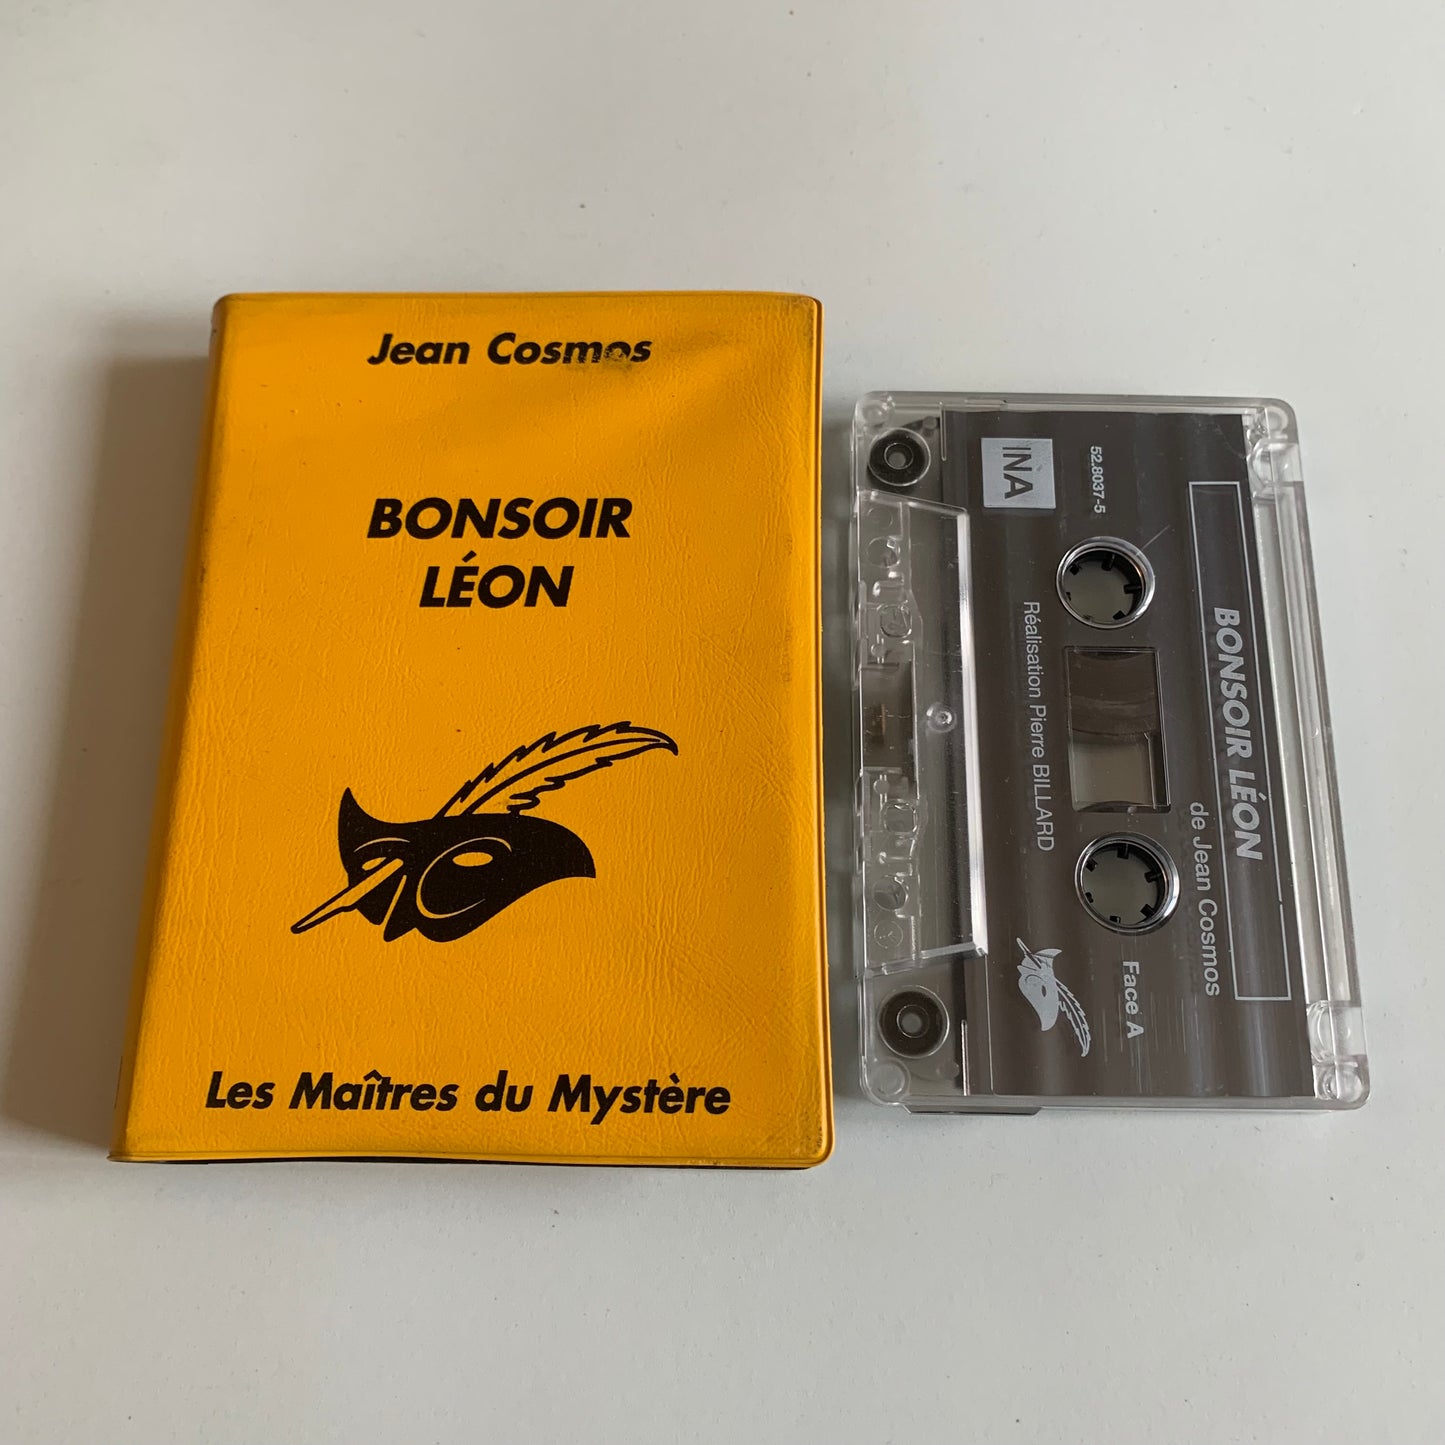 Jean Cosmos
BONSOIR
LÉON
Les Maîtres du Mystère
BONSOIR LÉON
de Jean Cosmos
INA
52.8037-5
Face A
Réalisation Pierre BILLARD